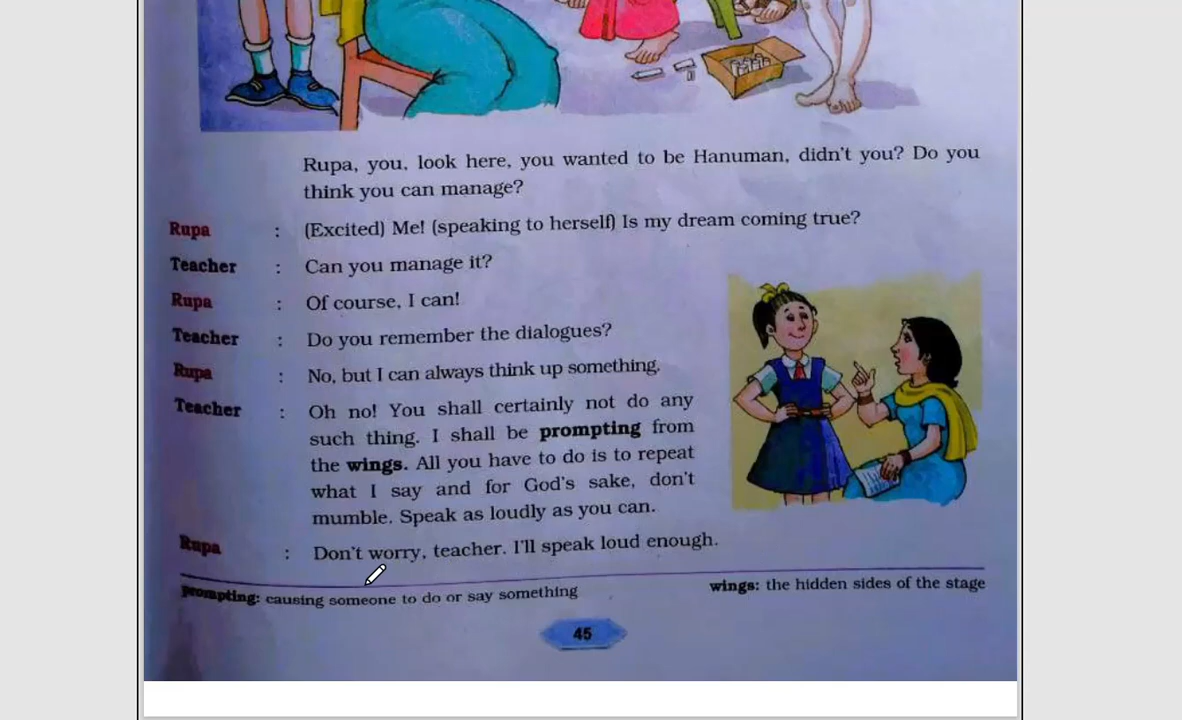 Rupa, you, look here, you wanted to be Hanuman, didn't you? Do you
think you can manage?
Rupa : (Excited) Me! (speaking to herself) Is my dream coming true?
Teacher : Can you manage it?
Rupa : Of course, I can!
Teacher : Do you remember the dialogues?
Rupa : No, but I can always think up something.
Teacher : Oh no! You shall certainly not do any
such thing. I shall be prompting from
the wings. All you have to do is to repeat
what I say and for God's sake, don't
mumble. Speak as loudly as you can.
Rupa : Don't worry, teacher. I'll speak loud enough.
prompting: causing someone to do or say something wings: the hidden sides of the stage
45